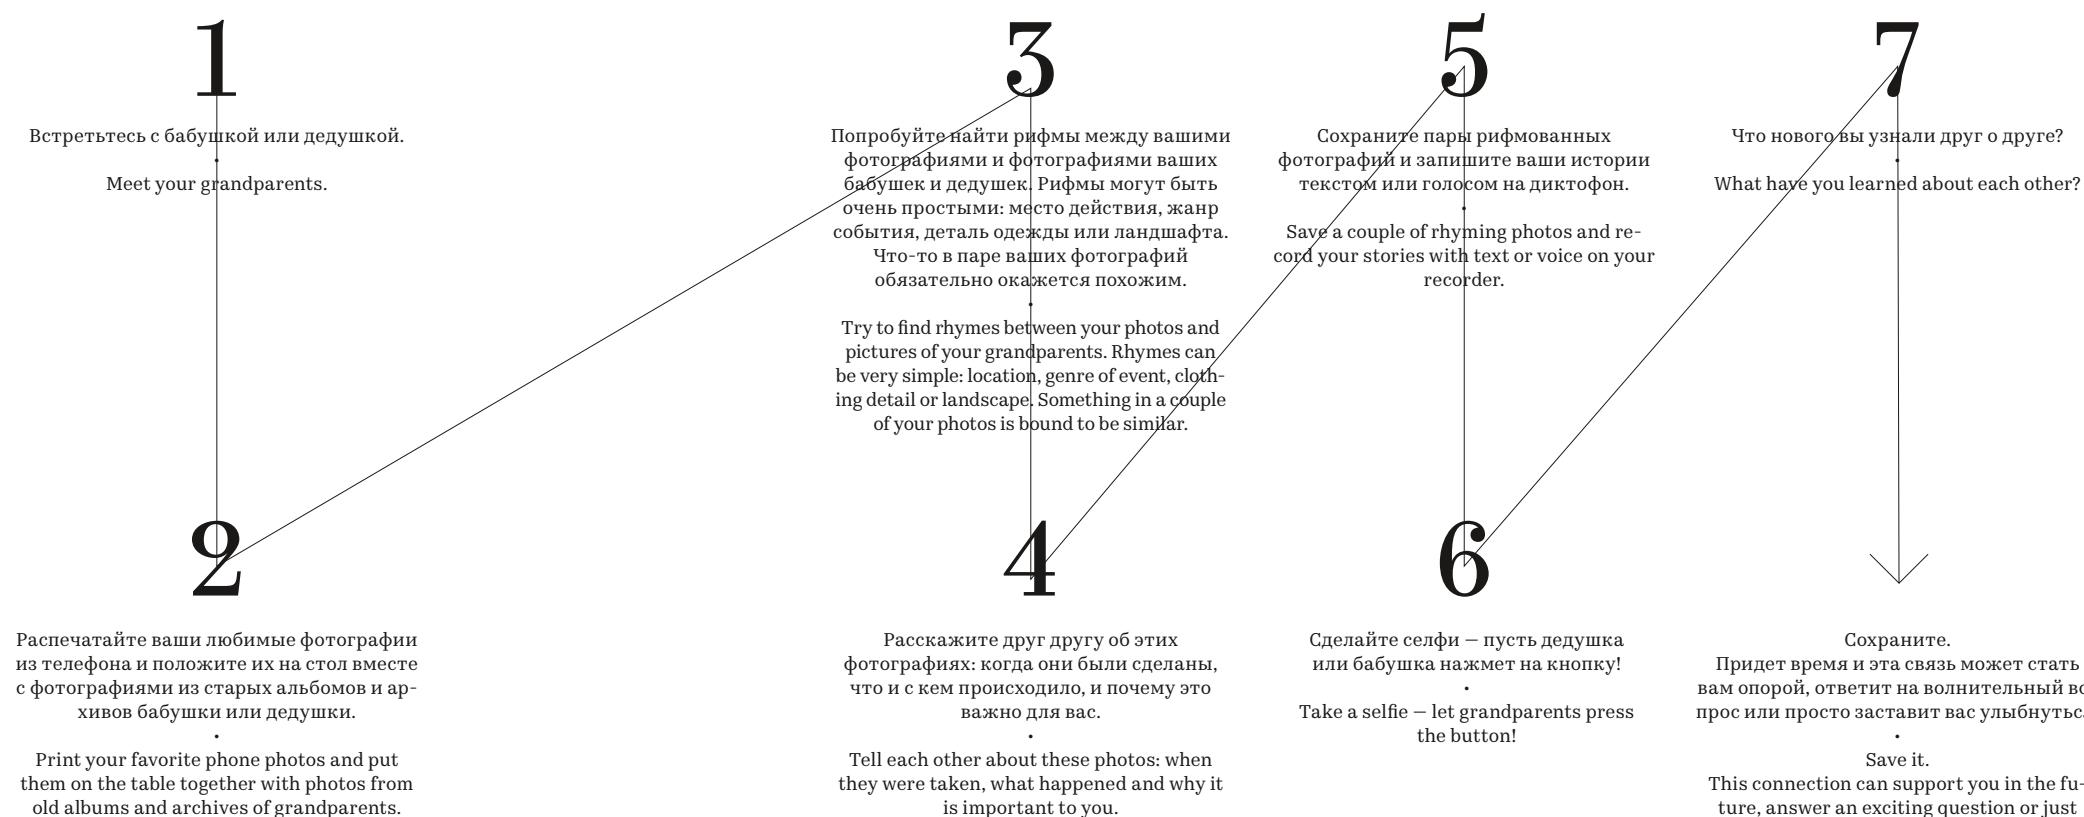 1
Встретьтесь с бабушкой или дедушкой.
•
Meet your grandparents.
2
Распечатайте ваши любимые фотографии
из телефона и положите их на стол вместе
с фотографиями из старых альбомов и ар-
хивов бабушки или дедушки.
•
Print your favorite phone photos and put
them on the table together with photos from
old albums and archives of grandparents.
3
Попробуйте найти рифмы между вашими
фотографиями и фотографиями ваших
бабушек и дедушек. Рифмы могут быть
очень простыми: место действия, жанр
события, деталь одежды или ландшафта.
Что-то в паре ваших фотографий
обязательно окажется похожим.
•
Try to find rhymes between your photos and
pictures of your grandparents. Rhymes can
be very simple: location, genre of event, cloth-
ing detail or landscape. Something in a couple
of your photos is bound to be similar.
4
Расскажите друг другу об этих
фотографиях: когда они были сделаны,
что и с кем происходило, и почему это
важно для вас.
•
Tell each other about these photos: when
they were taken, what happened and why it
is important to you.
5
Сохраните пары рифмованных
фотографий и запишите ваши истории
текстом или голосом на диктофон.
•
Save a couple of rhyming photos and re-
cord your stories with text or voice on your
recorder.
6
Сделайте селфи — пусть дедушка
или бабушка нажмет на кнопку!
•
Take a selfie — let grandparents press
the button!
7
Что нового вы узнали друг о друге?
•
What have you learned about each other?
Сохраните.
Придет время и эта связь может стать
вам опорой, ответит на волнительный во
прос или просто заставит вас улыбнутьс
•
Save it.
This connection can support you in the fu-
ture, answer an exciting question or just